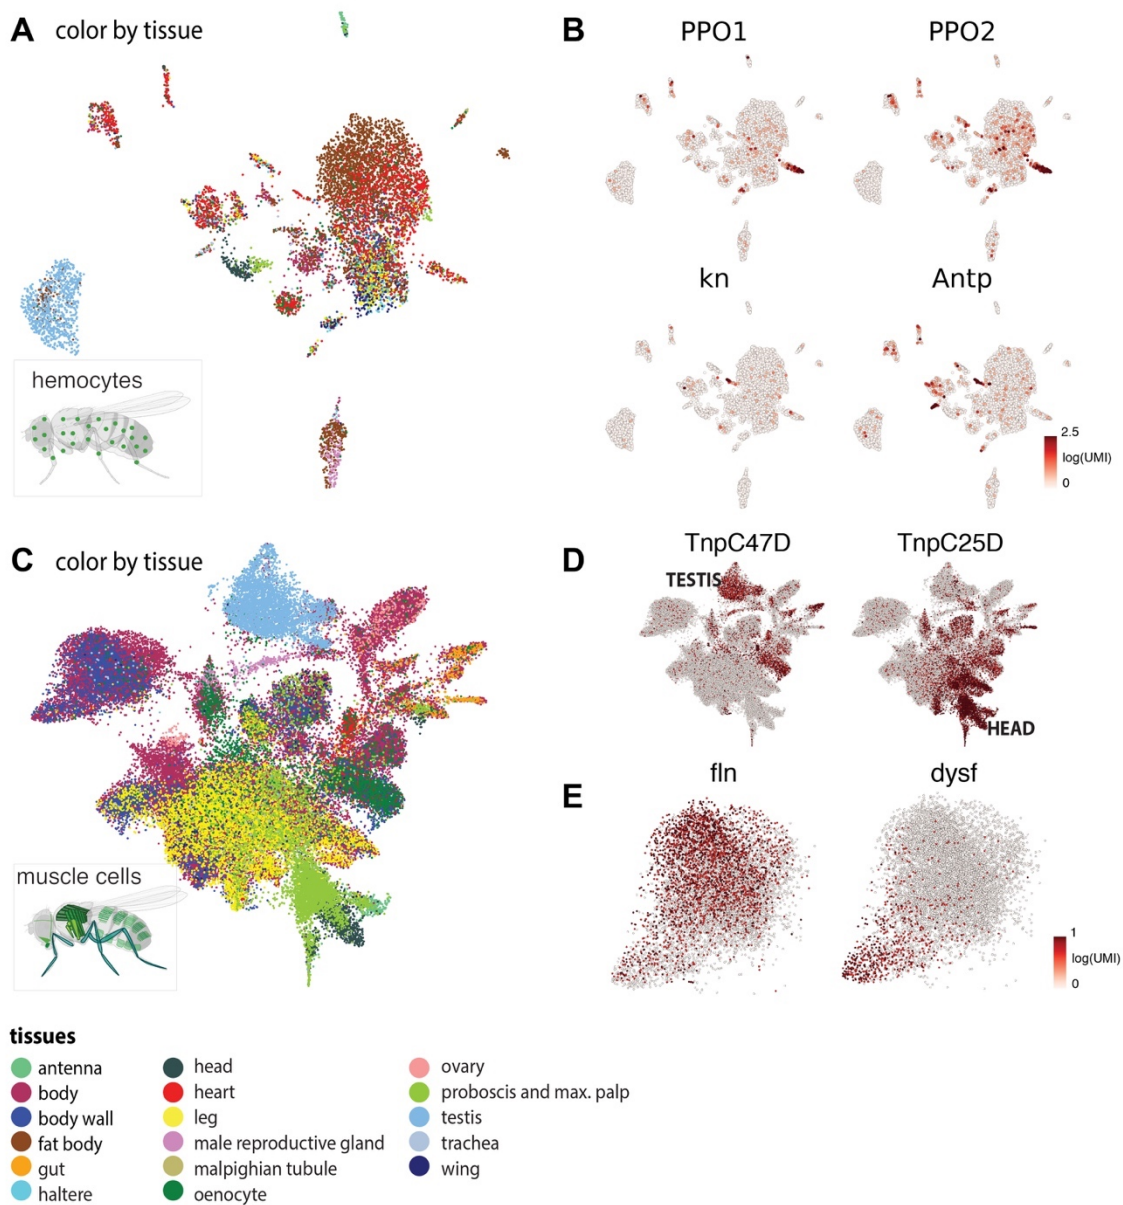 A color by tissue
hemocytes
B
PPO1 PPO2
kn Antp
2.5
log(UMI)
0
C color by tissue
muscle cells
D
TnpC47D TnpC25D
TESTIS
HEAD
E
fln dysf
1
log(UMI)
0
tissues
antenna
body
body wall
fat body
gut
haltere
head
heart
leg
male reproductive gland
malpighian tubule
oenocyte
ovary
proboscis and max. palp
testis
trachea
wing